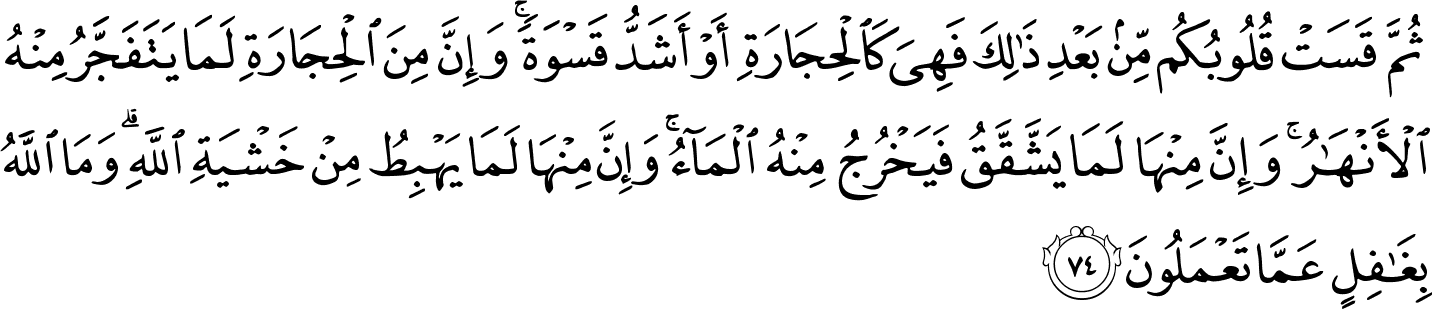 ثُمَّ قَسَتْ قُلُوبُكُم مِّنۢ بَعْدِ ذَٰلِكَ فَهِىَ كَٱلْحِجَارَةِ أَوْ أَشَدُّ قَسْوَةً ۚ وَإِنَّ مِنَ ٱلْحِجَارَةِ لَمَا يَتَفَجَّرُ مِنْهُ
ٱلْأَنْهَـٰرُ ۚ وَإِنَّ مِنْهَا لَمَا يَشَّقَّقُ فَيَخْرُجُ مِنْهُ ٱلْمَآءُ ۚ وَإِنَّ مِنْهَا لَمَا يَهْبِطُ مِنْ خَشْيَةِ ٱللَّهِ ۗ وَمَا ٱللَّهُ
بِغَـٰفِلٍ عَمَّا تَعْمَلُونَ ٧٤